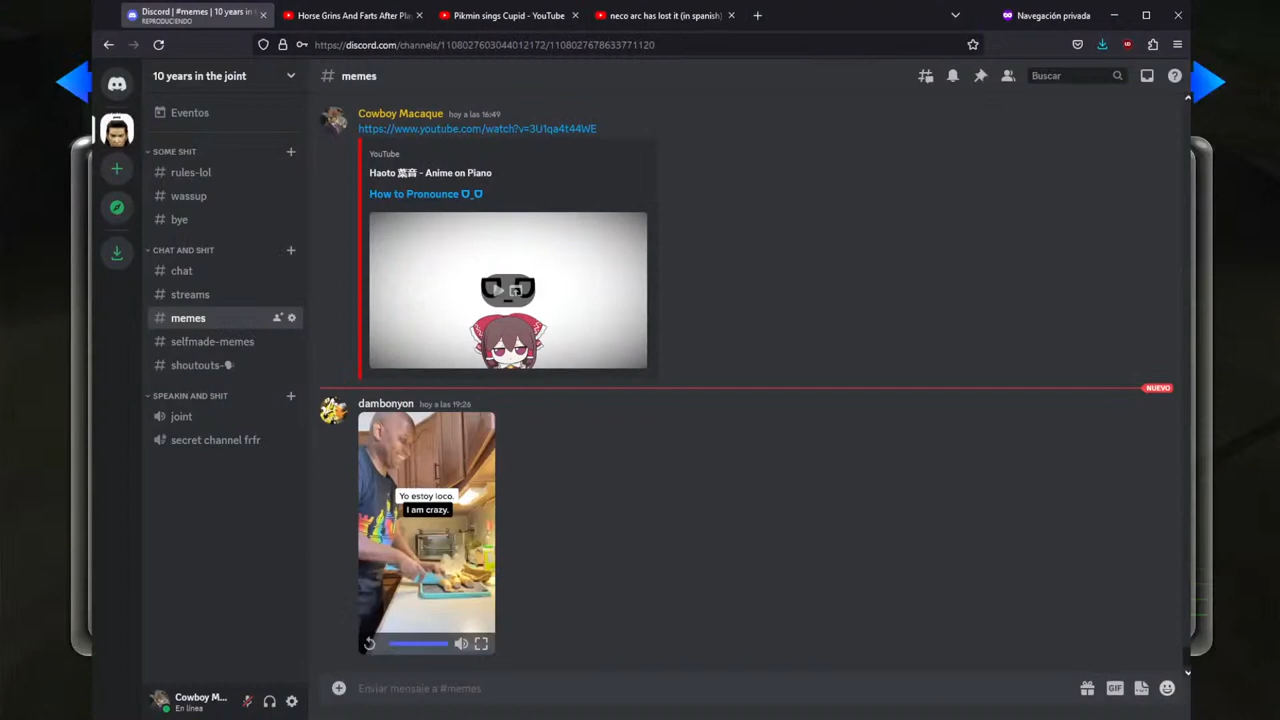 Discord | #memes | 10 years in
REPRODUCIENDO
Horse Grins And Farts After Pla
Pikmin sings Cupid - YouTube
neco arc has lost it (in spanish)
Navegación privada
https://discord.com/channels/1108027603044012172/1108027678633771120
10 years in the joint
# memes
Buscar
Eventos
SOME SHIT
# rules-lol
# wassup
# bye
CHAT AND SHIT
# chat
# streams
# memes
# selfmade-memes
# shoutouts-🗣
SPEAKIN AND SHIT
joint
secret channel frfr
Cowboy M...
En línea
Cowboy Macaque hoy a las 16:49
https://www.youtube.com/watch?v=3U1qa4t44WE
YouTube
Haoto 葉音 - Anime on Piano
How to Pronounce ᗜ_ᗜ
NUEVO
dambonyon hoy a las 19:26
Yo estoy loco.
I am crazy.
Enviar mensaje a #memes
GIF